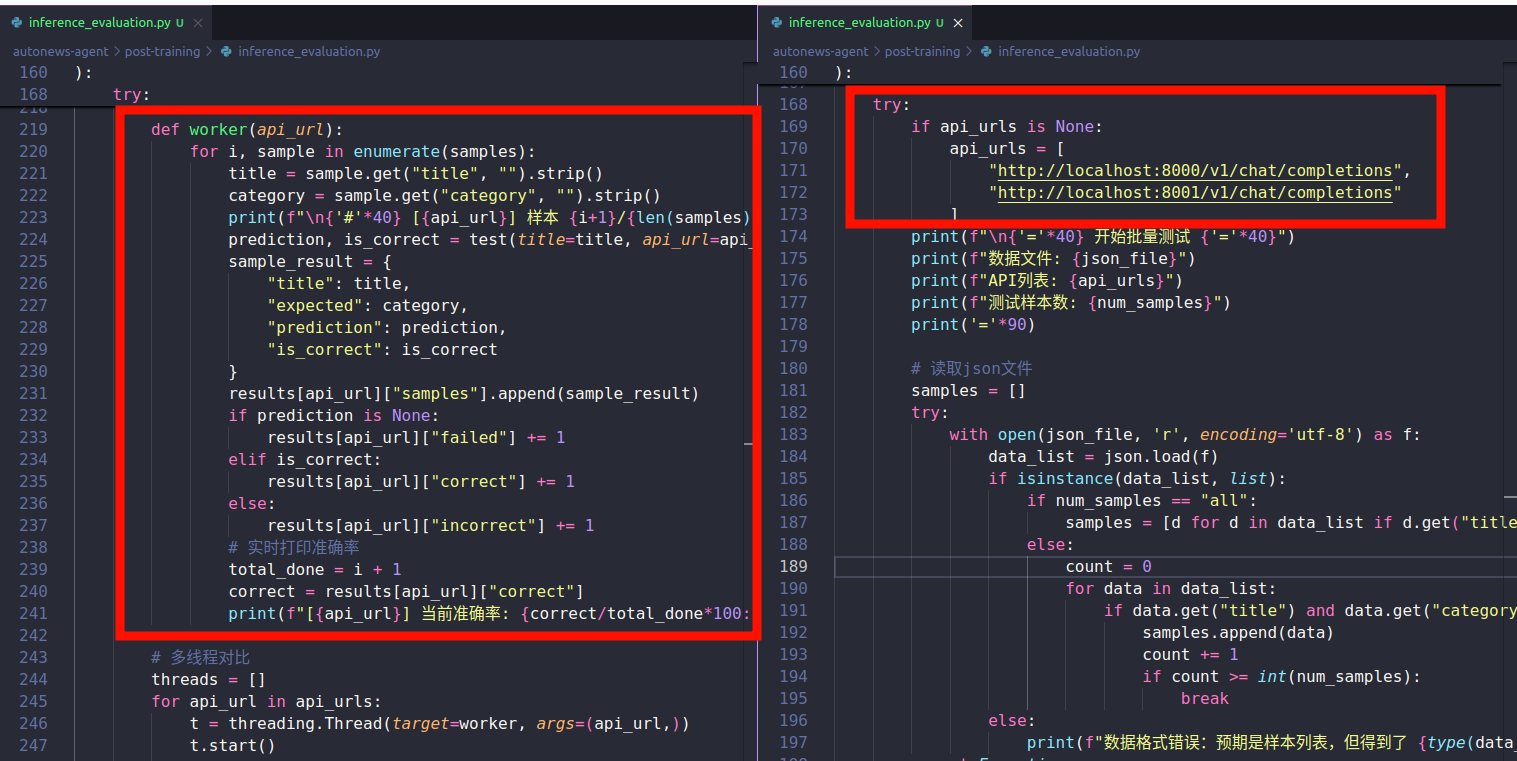 inference_evaluation.py U
autonews-agent > post-training > inference_evaluation.py
160 ):
168 try:
218
219 def worker(api_url):
220 for i, sample in enumerate(samples):
221 title = sample.get("title", "").strip()
222 category = sample.get("category", "").strip()
223 print(f"\n{'#'*40} [{api_url}] 样本 {i+1}/{len(samples)
224 prediction, is_correct = test(title=title, api_url=api_
225 sample_result = {
226 "title": title,
227 "expected": category,
228 "prediction": prediction,
229 "is_correct": is_correct
230 }
231 results[api_url]["samples"].append(sample_result)
232 if prediction is None:
233 results[api_url]["failed"] += 1
234 elif is_correct:
235 results[api_url]["correct"] += 1
236 else:
237 results[api_url]["incorrect"] += 1
238 # 实时打印准确率
239 total_done = i + 1
240 correct = results[api_url]["correct"]
241 print(f"[{api_url}] 当前准确率: {correct/total_done*100:
242
243 # 多线程对比
244 threads = []
245 for api_url in api_urls:
246 t = threading.Thread(target=worker, args=(api_url,))
247 t.start()
inference_evaluation.py U
autonews-agent > post-training > inference_evaluation.py
160 ):
167
168 try:
169 if api_urls is None:
170 api_urls = [
171 "http://localhost:8000/v1/chat/completions",
172 "http://localhost:8001/v1/chat/completions"
173 ]
174 print(f"\n{'='*40} 开始批量测试 {'='*40}")
175 print(f"数据文件: {json_file}")
176 print(f"API列表: {api_urls}")
177 print(f"测试样本数: {num_samples}")
178 print('='*90)
179
180 # 读取json文件
181 samples = []
182 try:
183 with open(json_file, 'r', encoding='utf-8') as f:
184 data_list = json.load(f)
185 if isinstance(data_list, list):
186 if num_samples == "all":
187 samples = [d for d in data_list if d.get("title
188 else:
189 count = 0
190 for data in data_list:
191 if data.get("title") and data.get("category
192 samples.append(data)
193 count += 1
194 if count >= int(num_samples):
195 break
196 else:
197 print(f"数据格式错误: 预期是样本列表, 但得到了 {type(data_